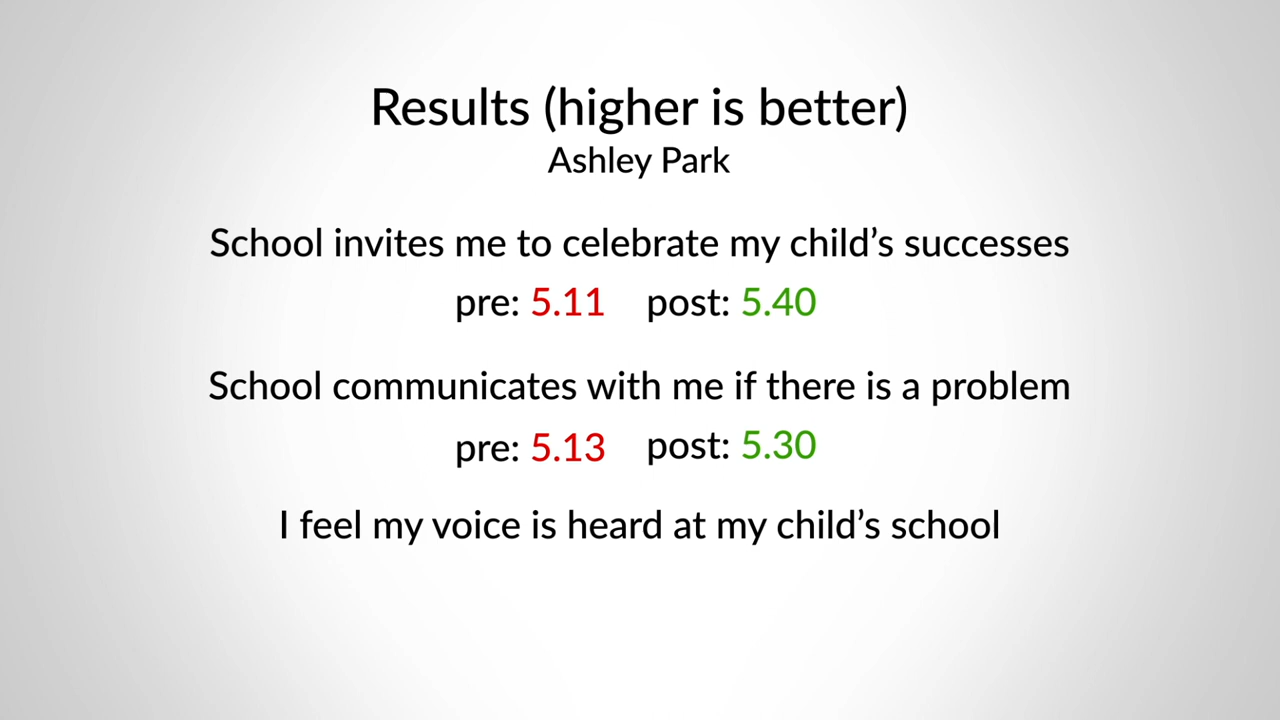 Results (higher is better)
Ashley Park
School invites me to celebrate my child’s successes
pre: 5.11 post: 5.40
School communicates with me if there is a problem
pre: 5.13 post: 5.30
I feel my voice is heard at my child’s school